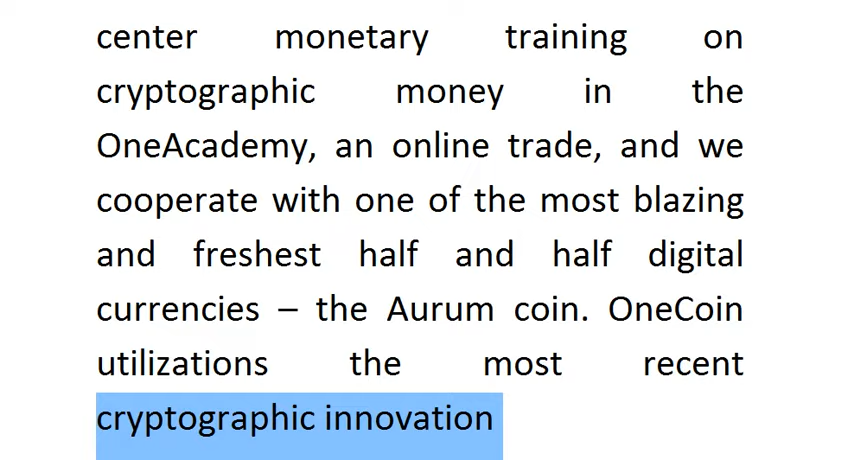 center monetary training on
cryptographic money in the
OneAcademy, an online trade, and we
cooperate with one of the most blazing
and freshest half and half digital
currencies – the Aurum coin. OneCoin
utilizations the most recent
cryptographic innovation